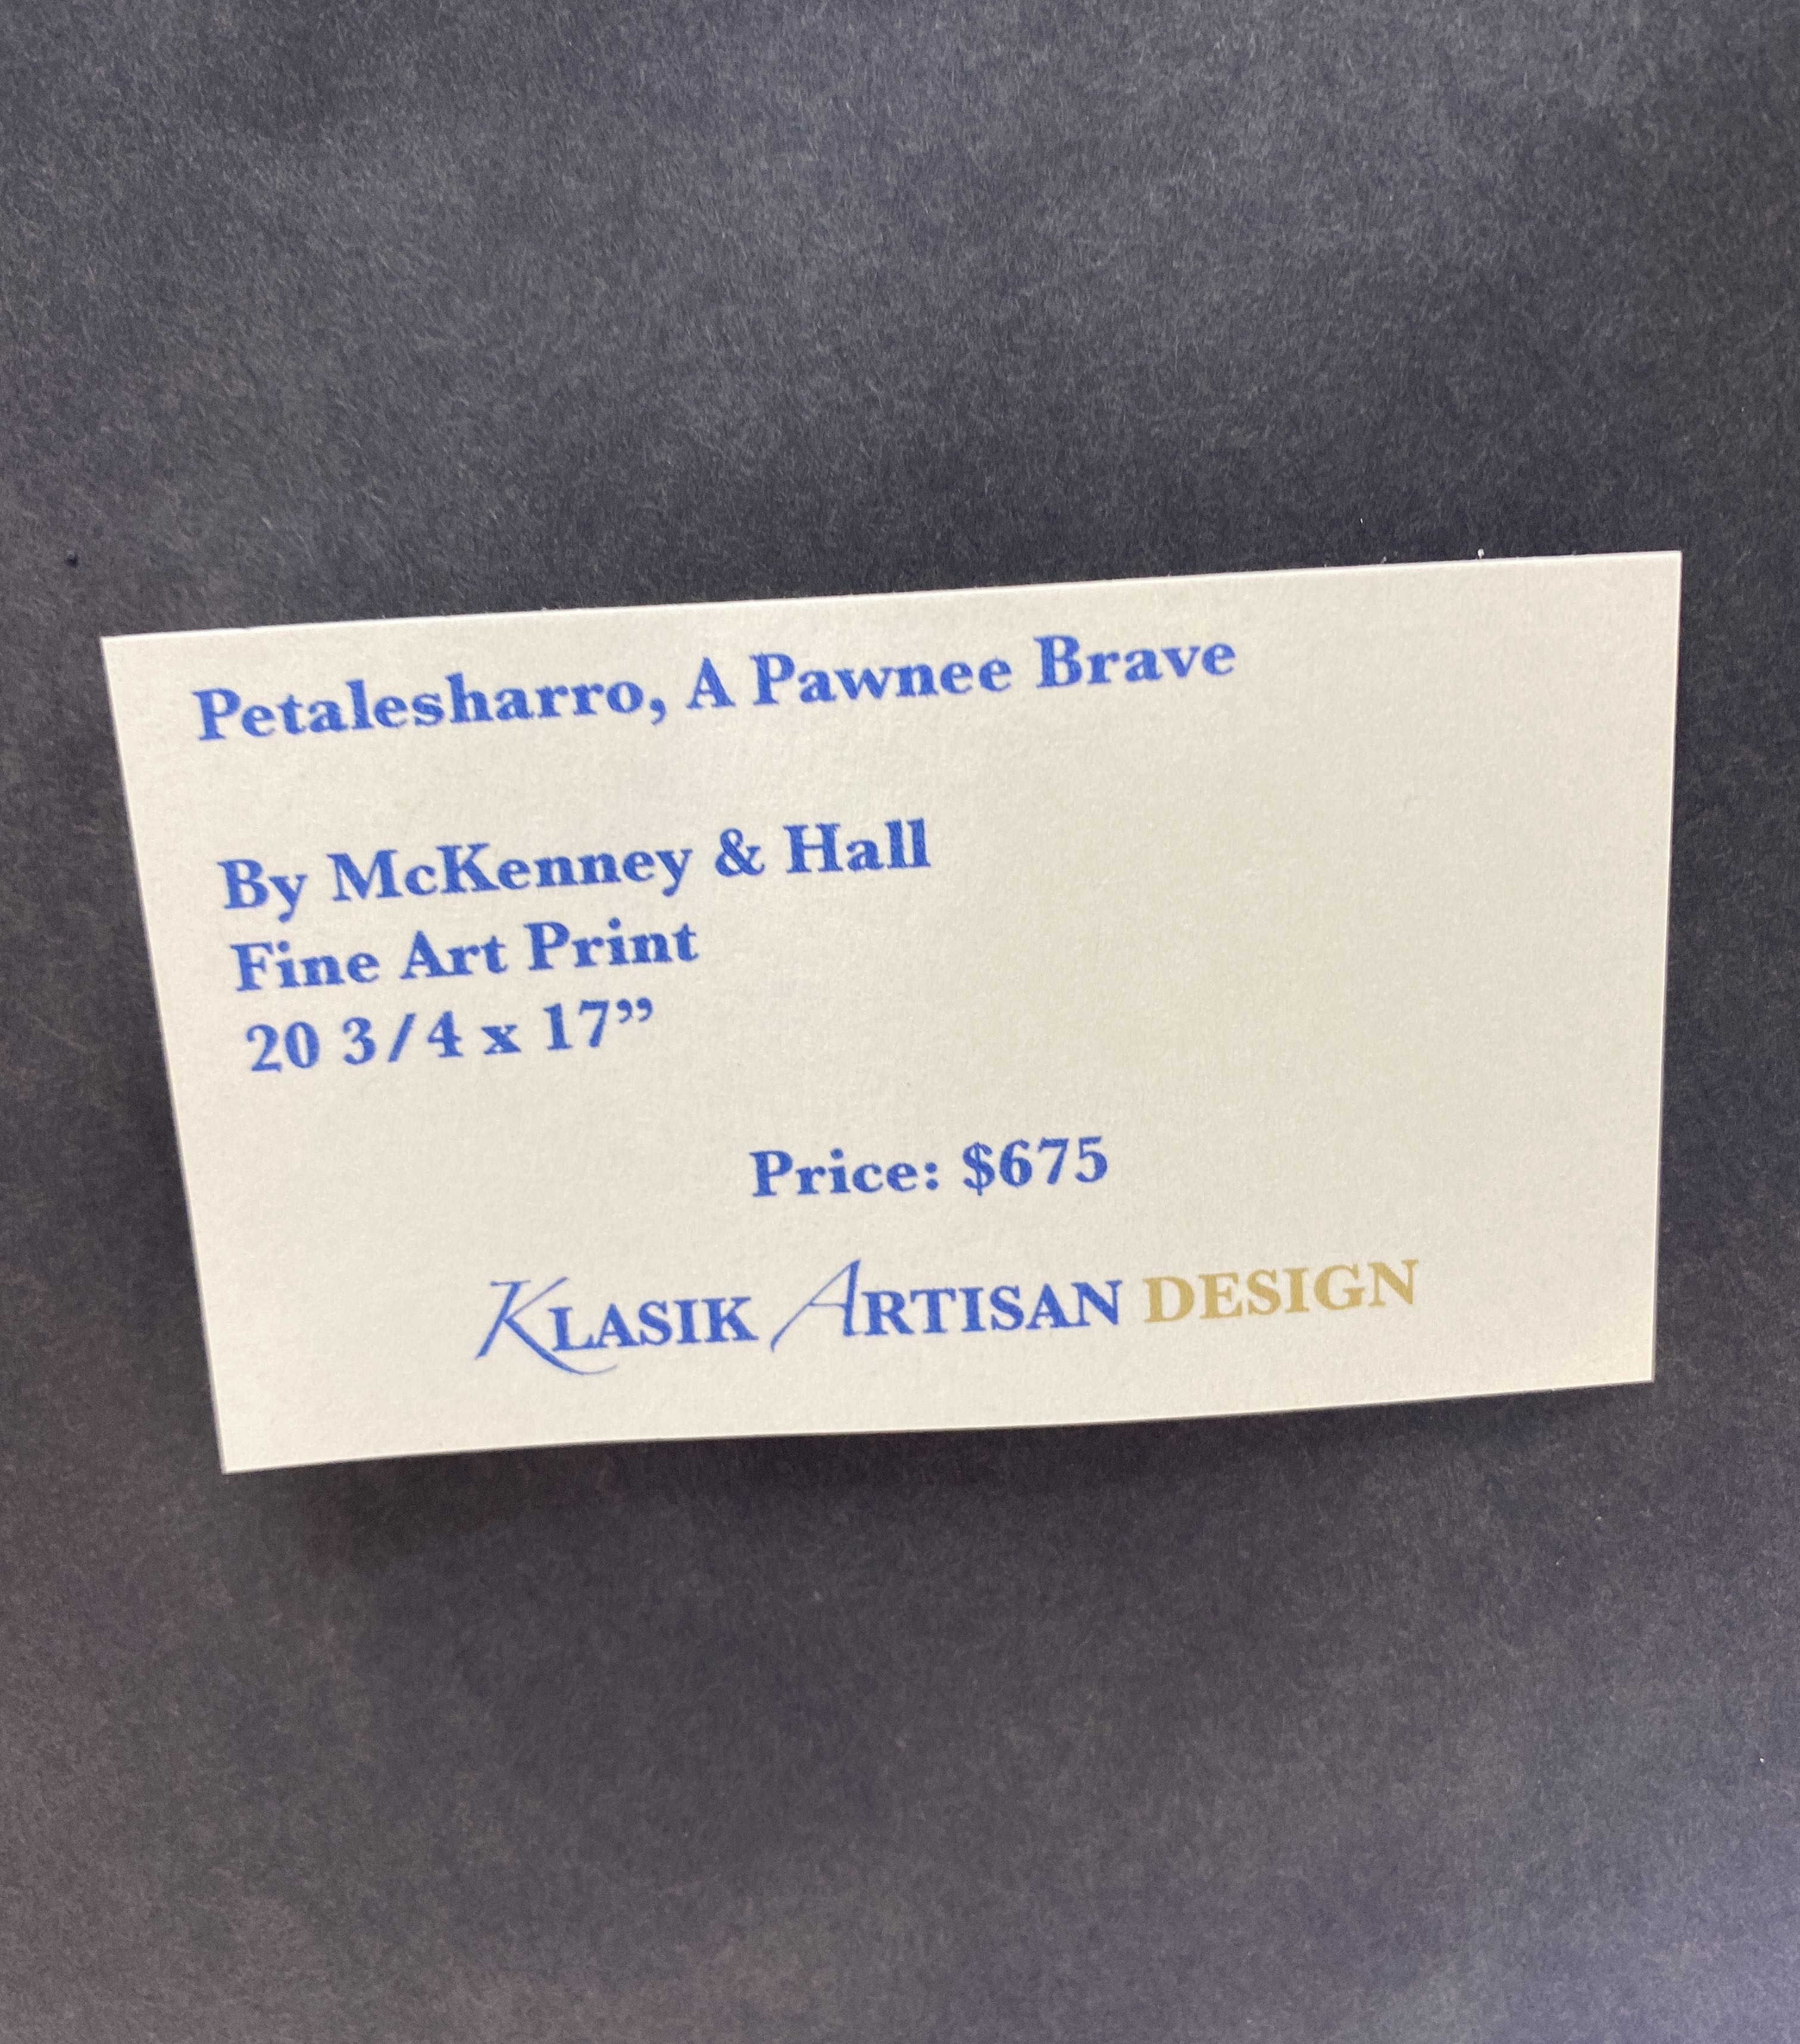 Petalesharro, A Pawnee Brave
By McKenney & Hall
Fine Art Print
20 3/4 x 17”
Price: $675
KLASIK ARTISAN DESIGN